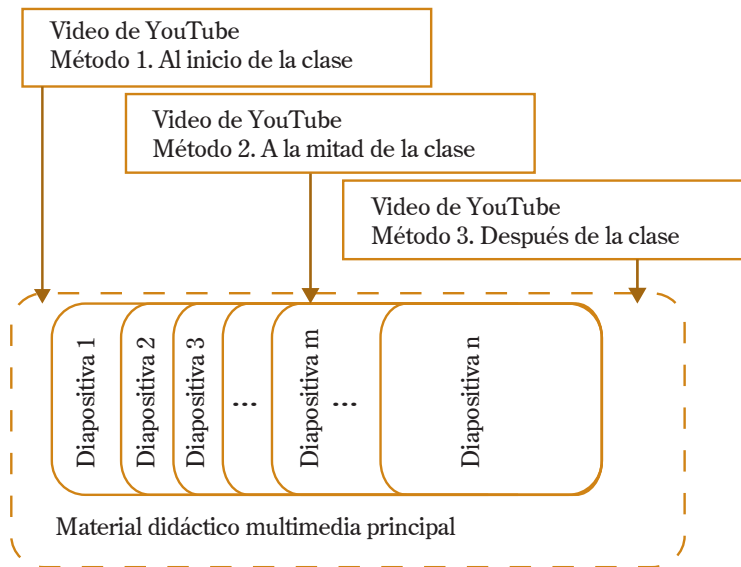 Video de YouTube
Método 1. Al inicio de la clase
Video de YouTube
Método 2. A la mitad de la clase
Video de YouTube
Método 3. Después de la clase
Diapositiva 1
Diapositiva 2
Diapositiva 3
...
Diapositiva m
...
Diapositiva n
Material didáctico multimedia principal